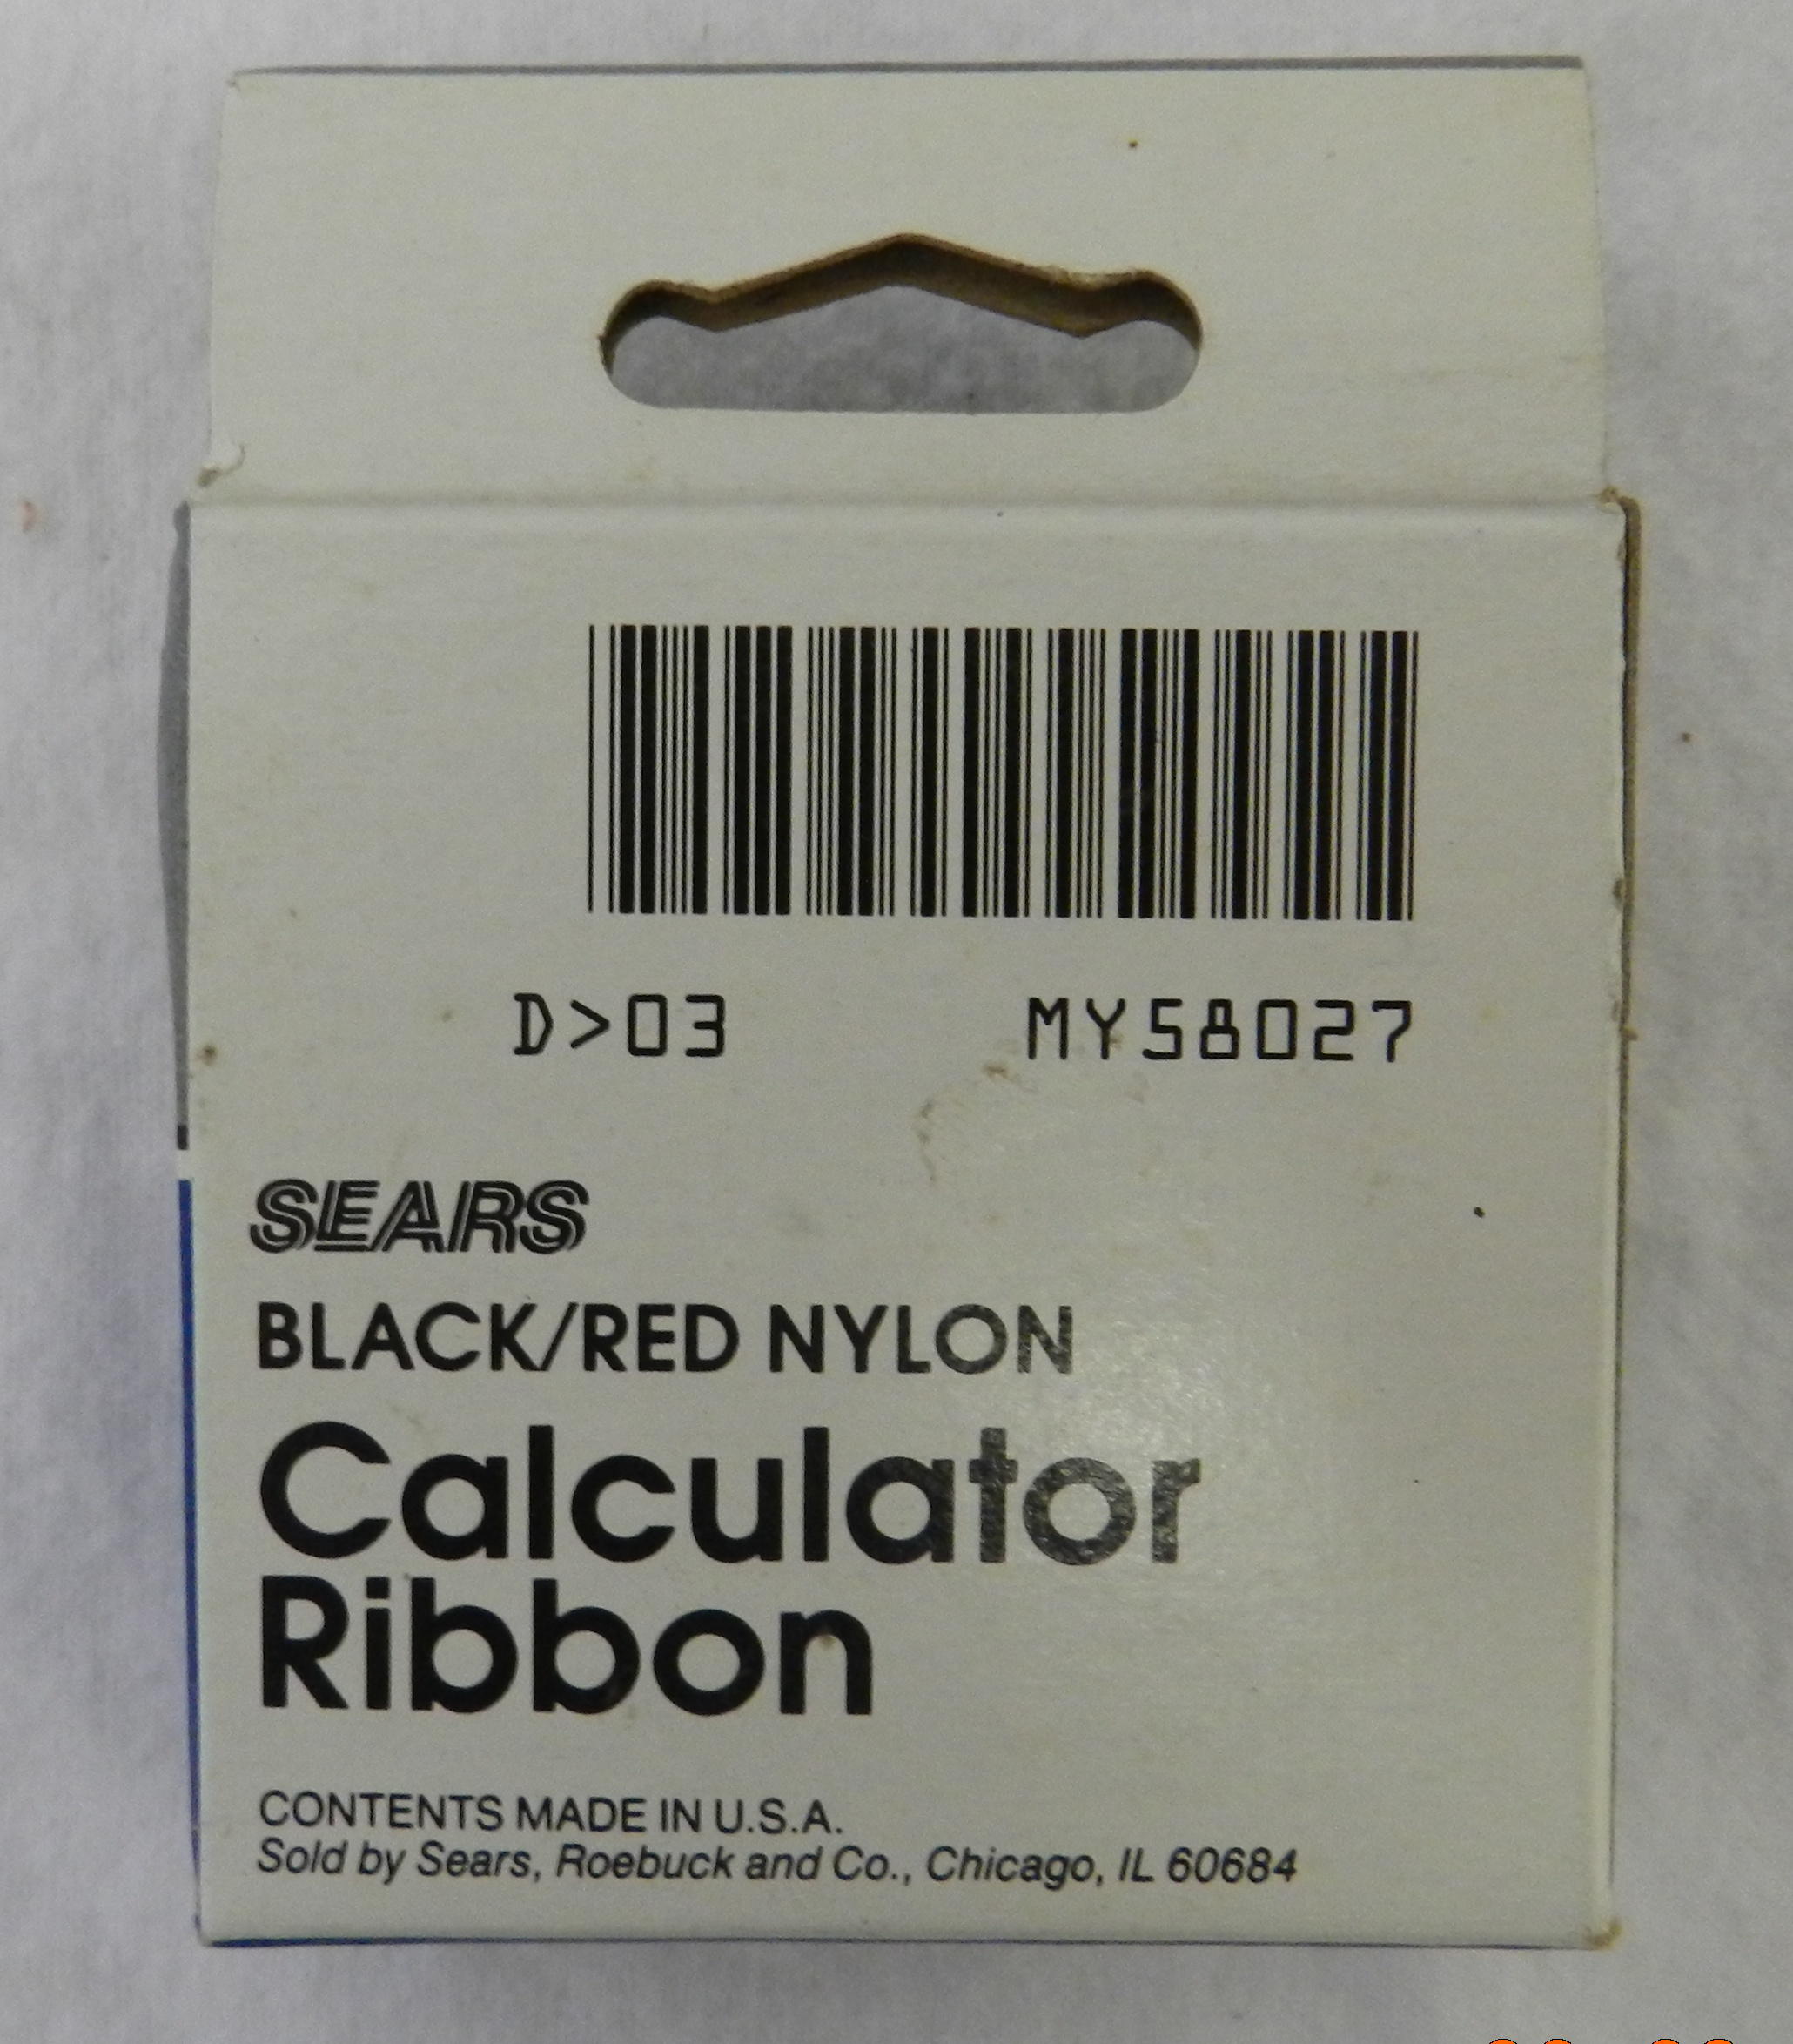 D>03 MY58027
SEARS
BLACK/RED NYLON
Calculator
Ribbon
CONTENTS MADE IN U.S.A.
Sold by Sears, Roebuck and Co., Chicago, IL 60684